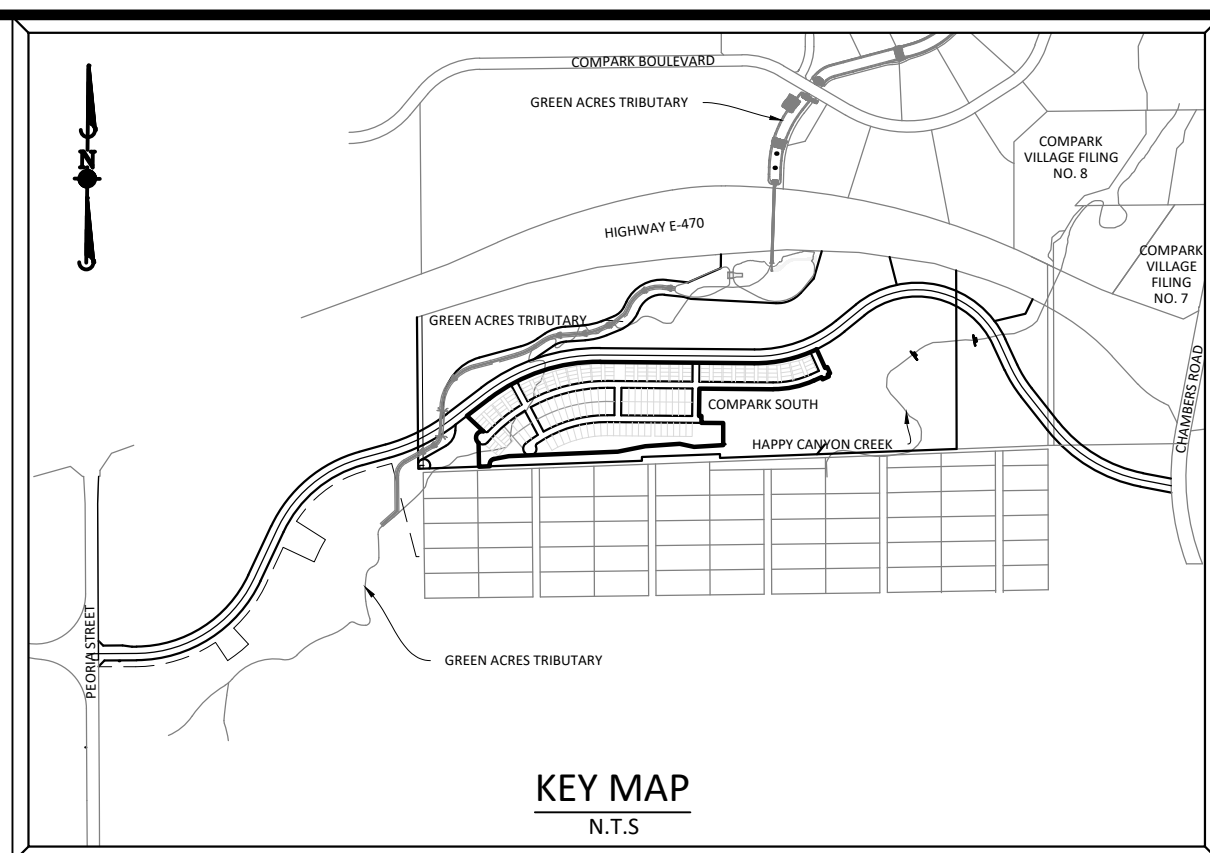 COMPARK BOULEVARD
GREEN ACRES TRIBUTARY
COMPARK
VILLAGE FILING
NO. 8
N
HIGHWAY E-470
COMPARK
VILLAGE
FILING
NO. 7
GREEN ACRES TRIBUTARY
CHAMBERS ROAD
COMPARK SOUTH
HAPPY CANYON CREEK
PEORIA STREET
GREEN ACRES TRIBUTARY
KEY MAP
N.T.S